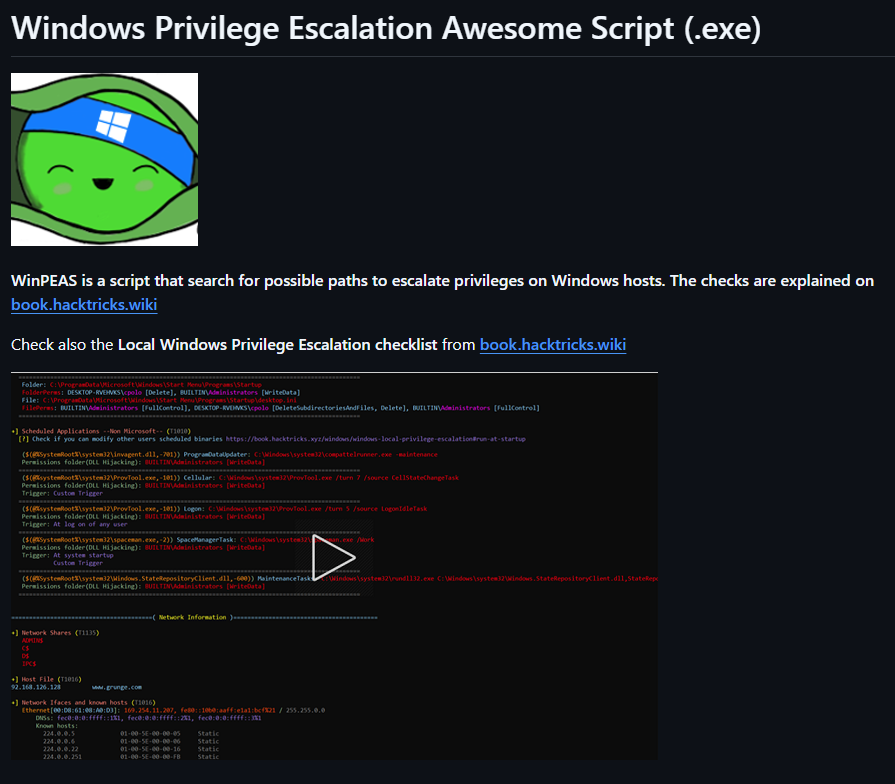 Windows Privilege Escalation Awesome Script (.exe)
WinPEAS is a script that search for possible paths to escalate privileges on Windows hosts. The checks are explained on
book.hacktricks.wiki
Check also the Local Windows Privilege Escalation checklist from book.hacktricks.wiki
Folder: C:\ProgramData\Microsoft\Windows\Start Menu\Programs\Startup
FolderPerms: DESKTOP-RVEHVKS\cpolo [Delete], BUILTIN\Administrators [WriteData]
File: C:\ProgramData\Microsoft\Windows\Start Menu\Programs\Startup\desktop.ini
FilePerms: BUILTIN\Administrators [FullControl], DESKTOP-RVEHVKS\cpolo [DeleteSubdirectoriesAndFiles, Delete], BUILTIN\Administrators [FullControl]
+] Scheduled Applications --Non Microsoft-- (T1010)
[?] Check if you can modify other users scheduled binaries https://book.hacktricks.xyz/windows/windows-local-privilege-escalation#run-at-startup
($(@%SystemRoot%\system32\invagent.dll,-701)) ProgramDataUpdater: C:\Windows\system32\compattelrunner.exe -maintenance
Permissions folder(DLL Hijacking): BUILTIN\Administrators [WriteData]
($(@%SystemRoot%\system32\ProvTool.exe,-101)) Cellular: C:\Windows\system32\ProvTool.exe /turn 7 /source CellStateChangeTask
Permissions folder(DLL Hijacking): BUILTIN\Administrators [WriteData]
Trigger: Custom Trigger
($(@%SystemRoot%\system32\ProvTool.exe,-101)) Logon: C:\Windows\system32\ProvTool.exe /turn 5 /source LogonIdleTask
Permissions folder(DLL Hijacking): BUILTIN\Administrators [WriteData]
Trigger: At log on of any user
($(@%SystemRoot%\system32\spaceman.exe,-2)) SpaceManagerTask: C:\Windows\system32\ /Work
Permissions folder(DLL Hijacking): BUILTIN\Administrators [WriteData]
Trigger: At system startup
Custom Trigger
($(@%SystemRoot%\system32\Windows.StateRepositoryClient.dll,-600)) MaintenanceTasks: C:\Windows\system32\rundll32.exe C:\Windows\system32\Windows.StateRepositoryClient.dll,StateRepo
Permissions folder(DLL Hijacking): BUILTIN\Administrators [WriteData]
( Network Information )
+] Network Shares (T1135)
ADMIN$
C$
D$
IPC$
+] Host File (T1016)
92.168.126.128 www.grunge.com
+] Network Ifaces and known hosts (T1016)
Ethernet[00:D8:61:08:A0:D3]: 169.254.11.207, fe80::10b0:aaff:e1a1:bcf%21 / 255.255.0.0
DNSs: fec0:0:0:ffff::1%1, fec0:0:0:ffff::2%1, fec0:0:0:ffff::3%1
Known hosts:
224.0.0.5 01-00-5E-00-00-05 Static
224.0.0.6 01-00-5E-00-00-06 Static
224.0.0.22 01-00-5E-00-00-16 Static
224.0.0.251 01-00-5E-00-00-FB Static